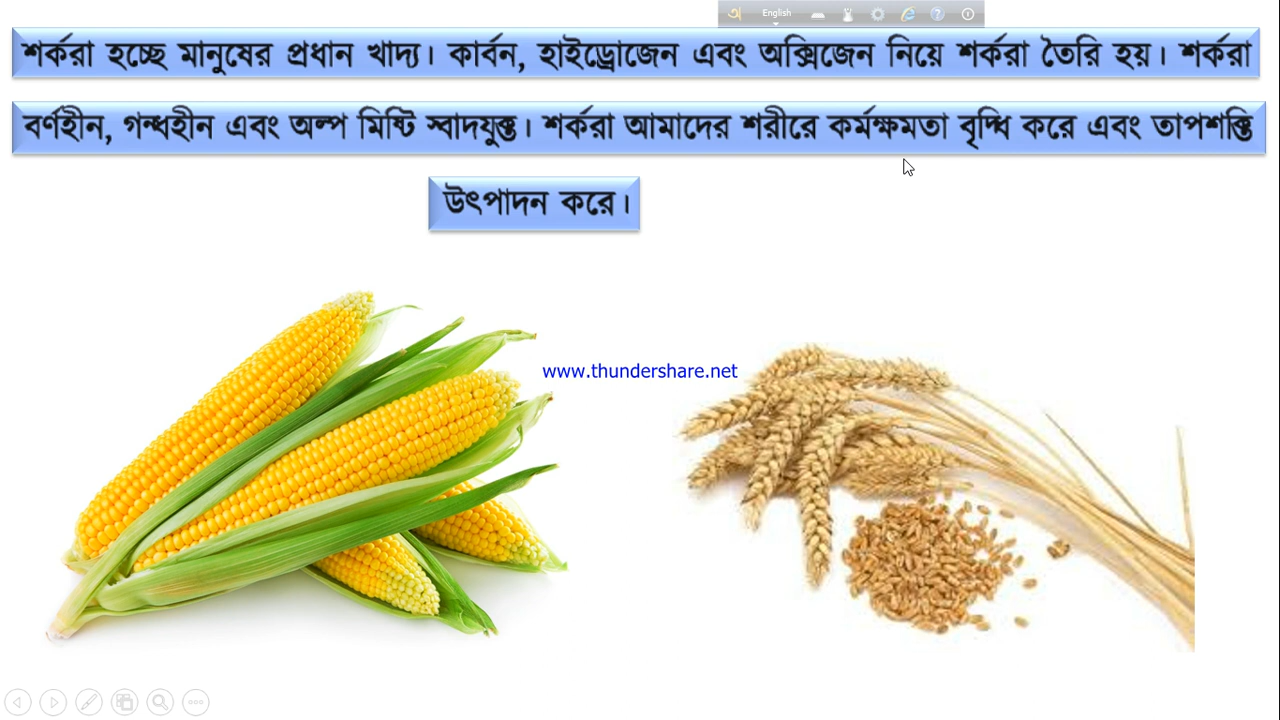 অ English
শর্করা হচ্ছে মানুষের প্রধান খাদ্য। কার্বন, হাইড্রোজেন এবং অক্সিজেন নিয়ে শর্করা তৈরি হয়। শর্করা
বর্ণহীন, গন্ধহীন এবং অল্প মিষ্টি স্বাদযুক্ত। শর্করা আমাদের শরীরে কর্মক্ষমতা বৃদ্ধি করে এবং তাপশক্তি
উৎপাদন করে।
www.thundershare.net